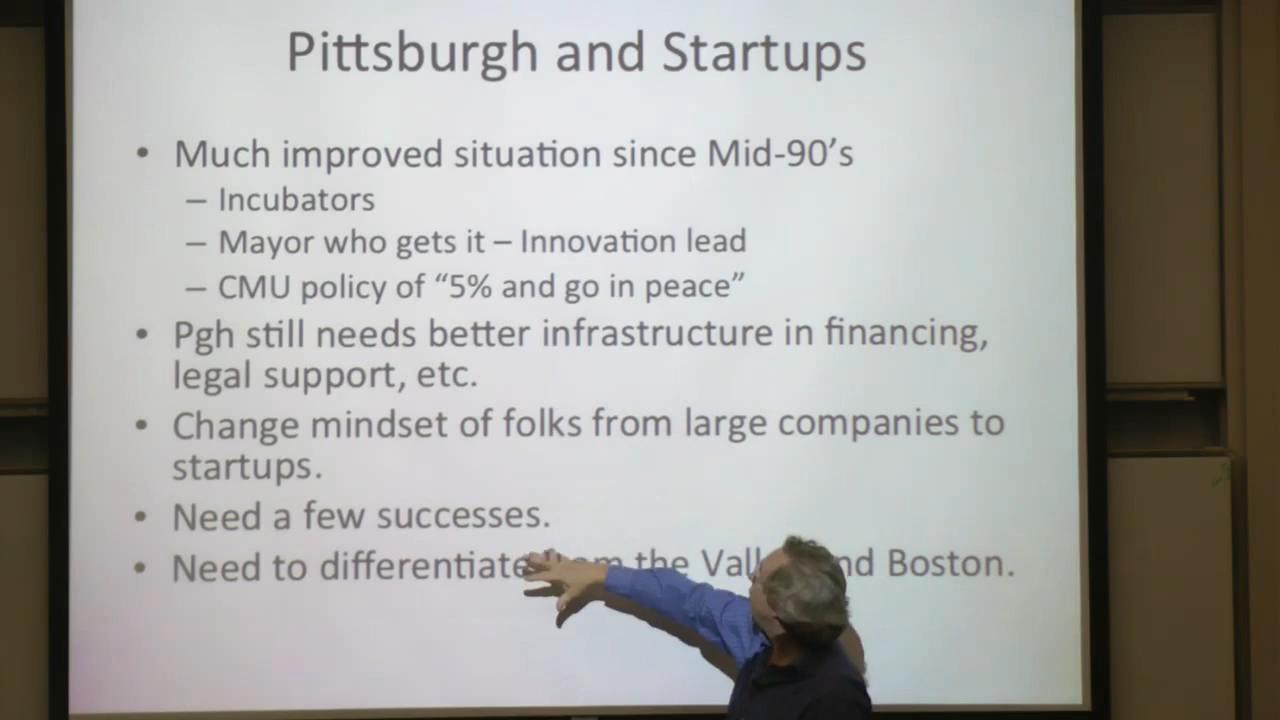 Pittsburgh and Startups
• Much improved situation since Mid-90’s
– Incubators
– Mayor who gets it – Innovation lead
– CMU policy of “5% and go in peace”
• Pgh still needs better infrastructure in financing,
legal support, etc.
• Change mindset of folks from large companies to
startups.
• Need a few successes.
• Need to differentiate the Boston.